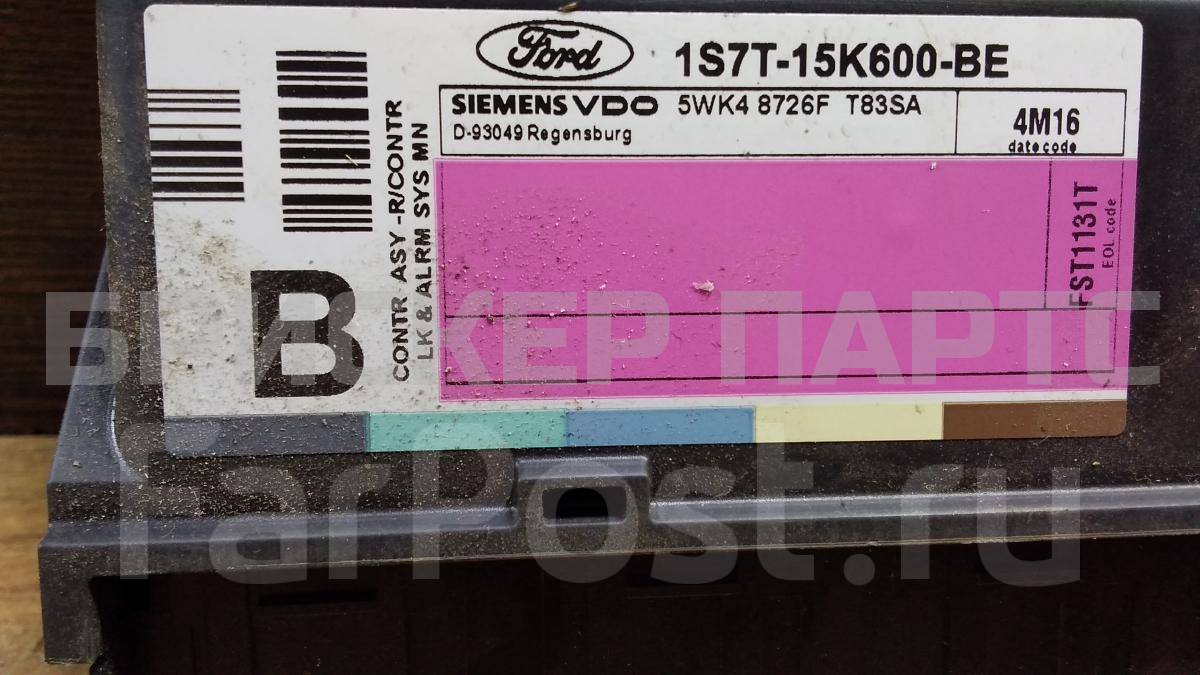 Ford
1S7T-15K600-BE
SIEMENS VDO 5WK4 8726F T83SA
D-93049 Regensburg
4M16
date code
CONTR ASY -R/CONTR
LK & ALRM SYS MN
B
FST1131T
EOL code
ПАРТС
FarPost.ru